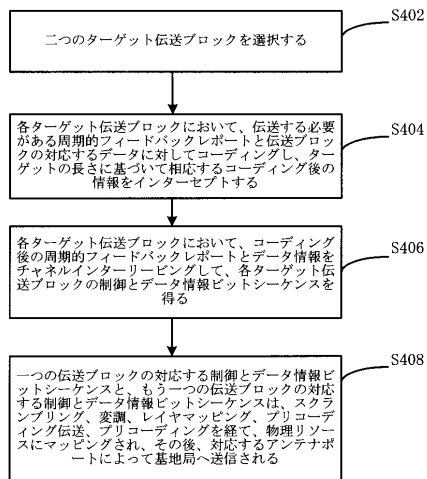 S402
二つのターゲット伝送ブロックを選択する
S404
各ターゲット伝送ブロックにおいて、伝送する必要
がある周期的フィードバックレポートと伝送ブロッ
クの対応するデータに対してコーディングし、ター
ゲットの長さに基づいて相応するコーディング後の
情報をインターセプトする
S406
各ターゲット伝送ブロックにおいて、コーディング
後の周期的フィードバックレポートとデータ情報を
チャネルインターリービングして、各ターゲット伝
送ブロックの制御とデータ情報ビットシーケンスを
得る
S408
一つの伝送ブロックの対応する制御とデータ情報ビ
ットシーケンスと、もう一つの伝送ブロックの対応
する制御とデータ情報ビットシーケンスは、スクラ
ンブリング、変調、レイヤマッピング、プリコーデ
ィング伝送、プリコーディングを経て、物理リソー
スにマッピングされ、その後、対応するアンテナポ
ートによって基地局へ送信される